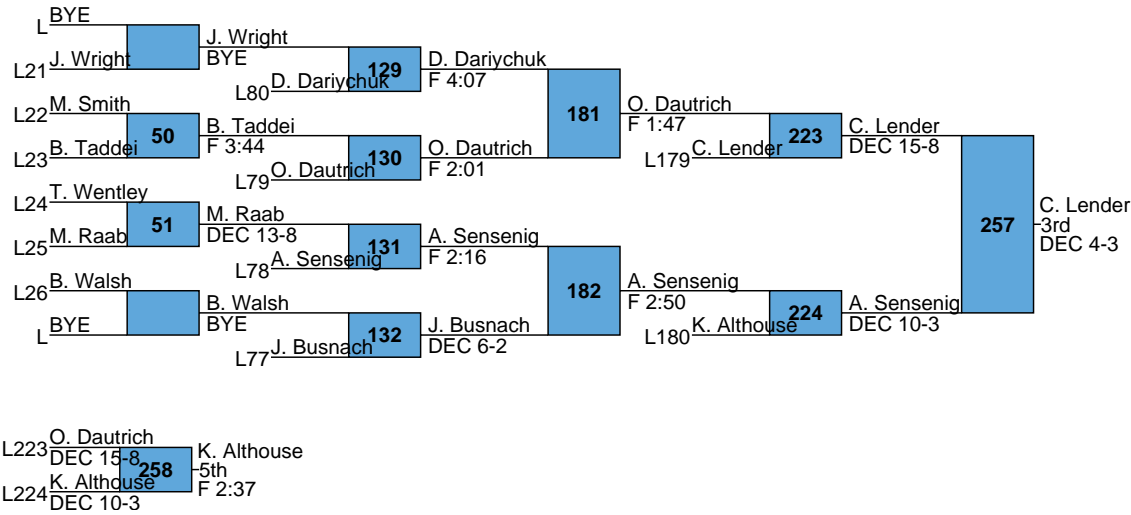 BYE
L
J. Wright
L21
J. Wright
BYE
129
D. Dariychuk
L80
D. Dariychuk
F 4:07
M. Smith
L22
50
B. Taddei
L23
B. Taddei
F 3:44
130
O. Dautrich
L79
O. Dautrich
F 2:01
181
O. Dautrich
F 1:47
223
C. Lender
L179
C. Lender
DEC 15-8
T. Wentley
L24
51
M. Raab
L25
M. Raab
DEC 13-8
131
A. Sensenig
L78
A. Sensenig
F 2:16
B. Walsh
L26
BYE
L
B. Walsh
BYE
132
J. Busnach
L77
J. Busnach
DEC 6-2
182
A. Sensenig
F 2:50
224
K. Althouse
L180
A. Sensenig
DEC 10-3
257
C. Lender
3rd
DEC 4-3
O. Dautrich
L223
DEC 15-8
258
K. Althouse
L224
DEC 10-3
K. Althouse
5th
F 2:37